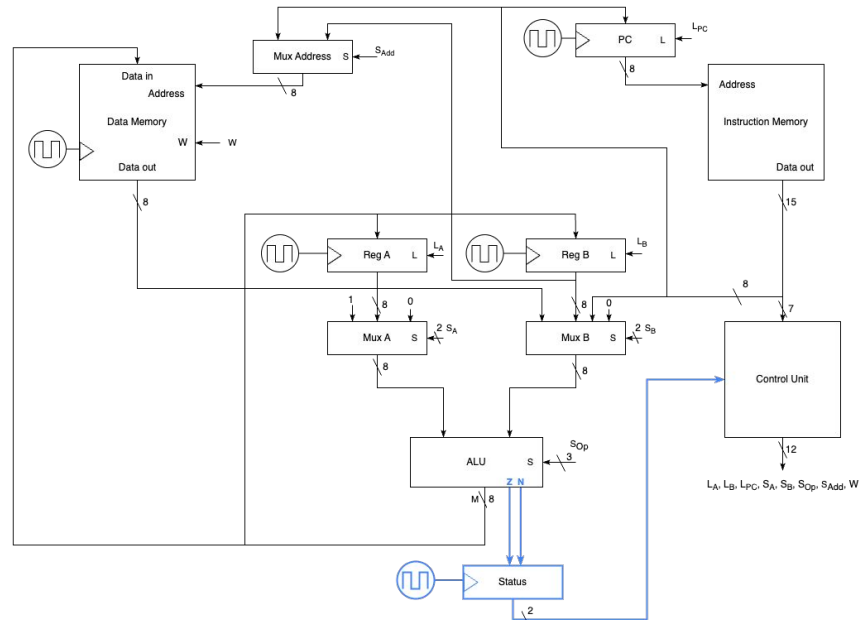 L_PC
PC L
8
Mux Address S
S_Add
8
Data in
Address
Data Memory
W W
Data out
8
Address
Instruction Memory
Data out
15
8
7
Reg A L
L_A
Reg B L
L_B
1 8 0
8 0
Mux A S
2 S_A
Mux B S
2 S_B
8
8
Control Unit
12
L_A, L_B, L_PC, S_A, S_B, S_Op, S_Add, W
ALU S
S_Op
3
Z N
M 8
Status
2